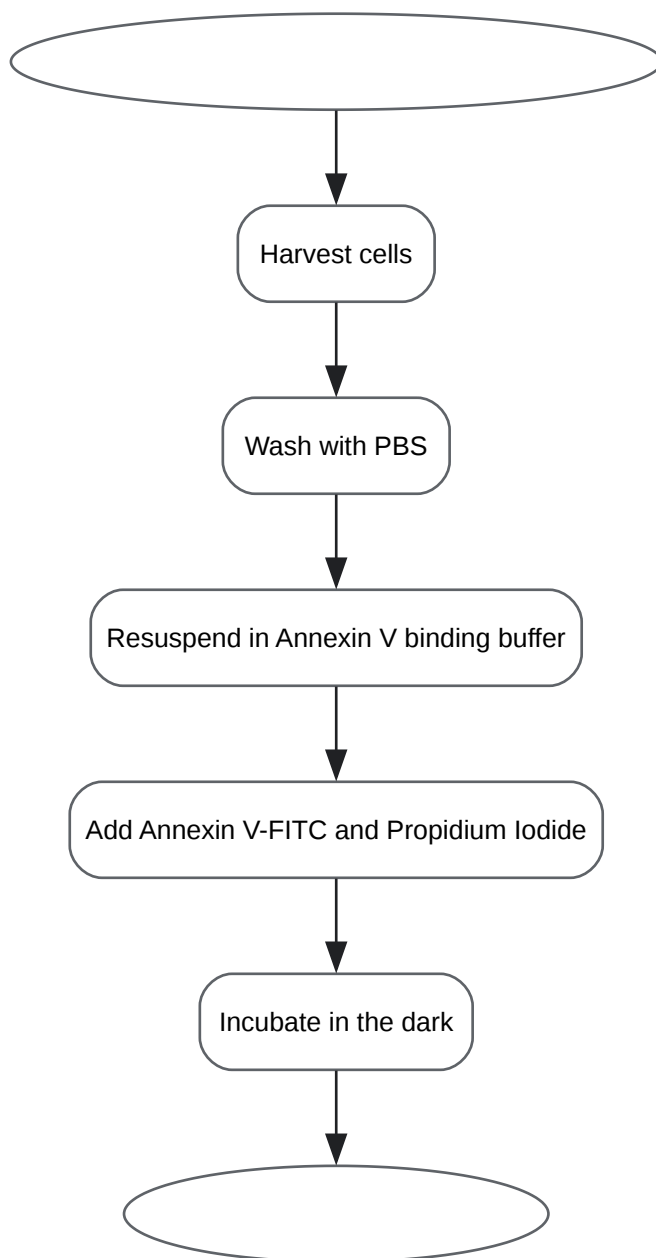 Harvest cells
Wash with PBS
Resuspend in Annexin V binding buffer
Add Annexin V-FITC and Propidium Iodide
Incubate in the dark